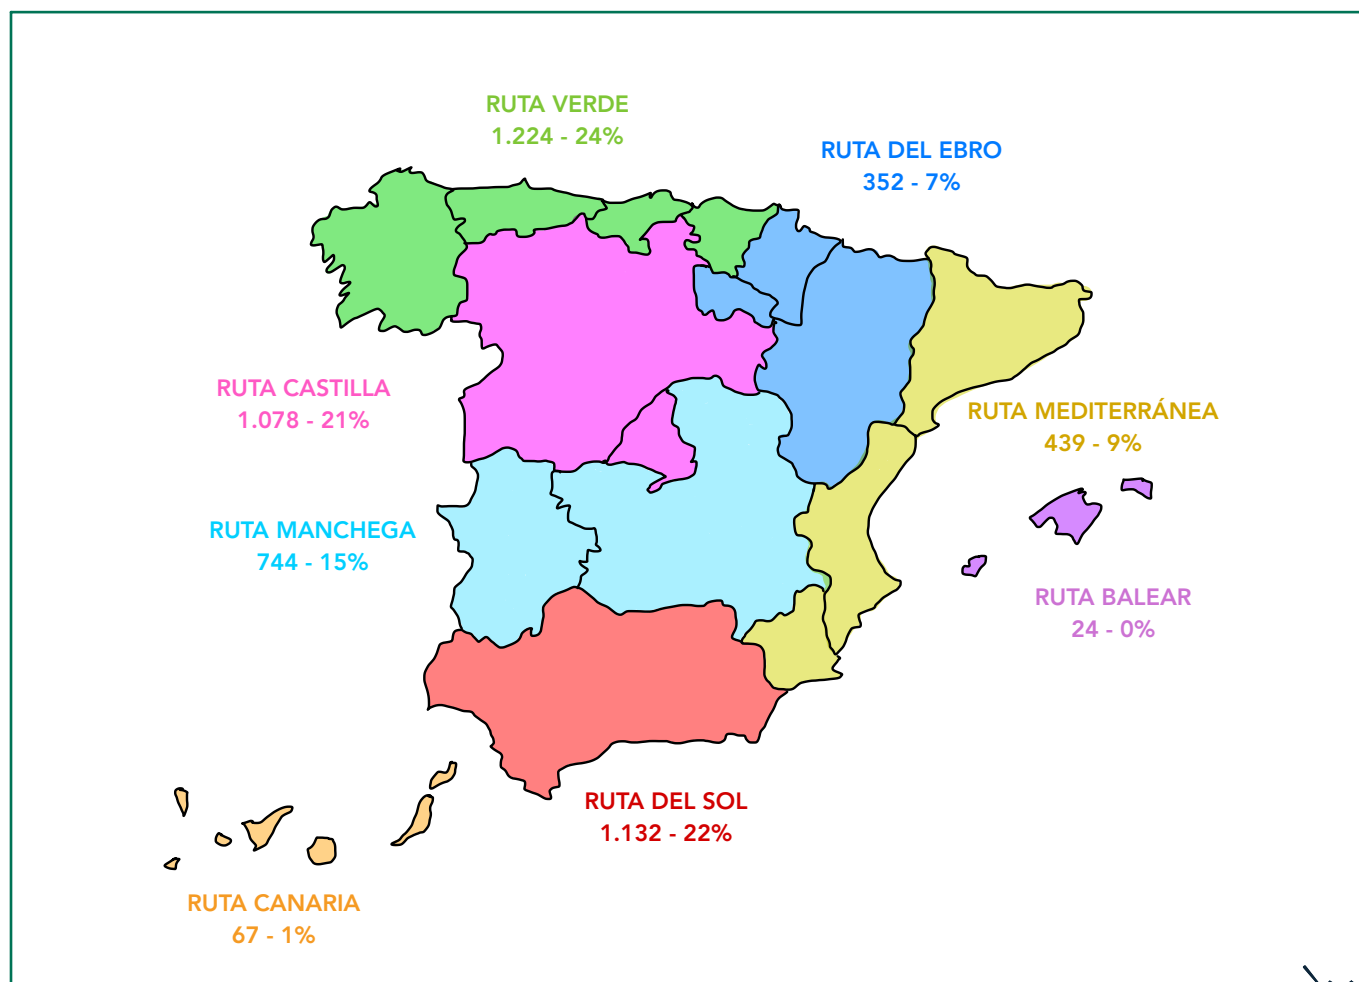 RUTA VERDE
1.224 - 24%
RUTA DEL EBRO
352 - 7%
RUTA CASTILLA
1.078 - 21%
RUTA MEDITERRÁNEA
439 - 9%
RUTA MANCHEGA
744 - 15%
RUTA BALEAR
24 - 0%
RUTA DEL SOL
1.132 - 22%
RUTA CANARIA
67 - 1%